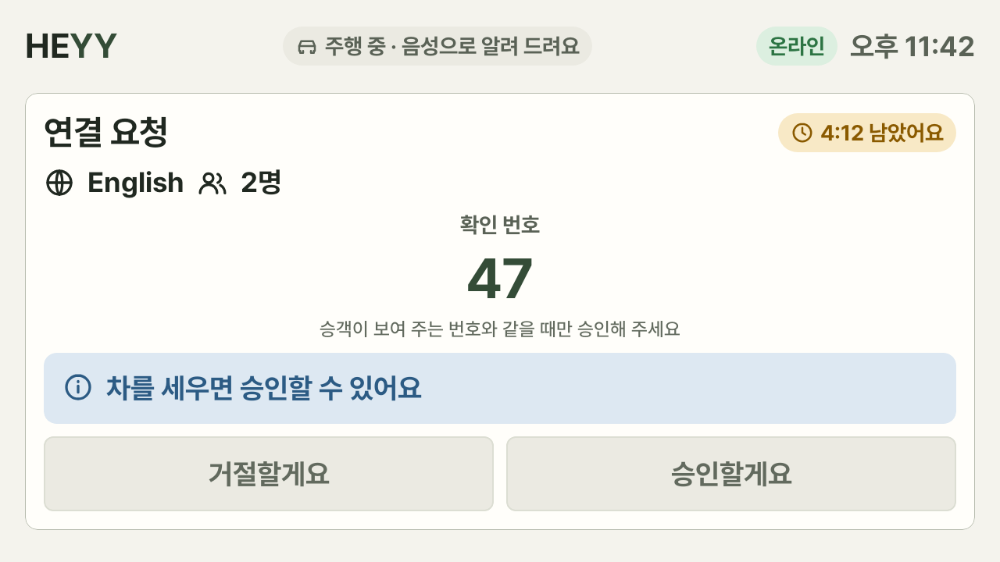 HEYY
주행 중 · 음성으로 알려 드려요
온라인
오후 11:42
연결 요청
4:12 남았어요
English 2명
확인 번호
47
승객이 보여 주는 번호와 같을 때만 승인해 주세요
차를 세우면 승인할 수 있어요
거절할게요
승인할게요